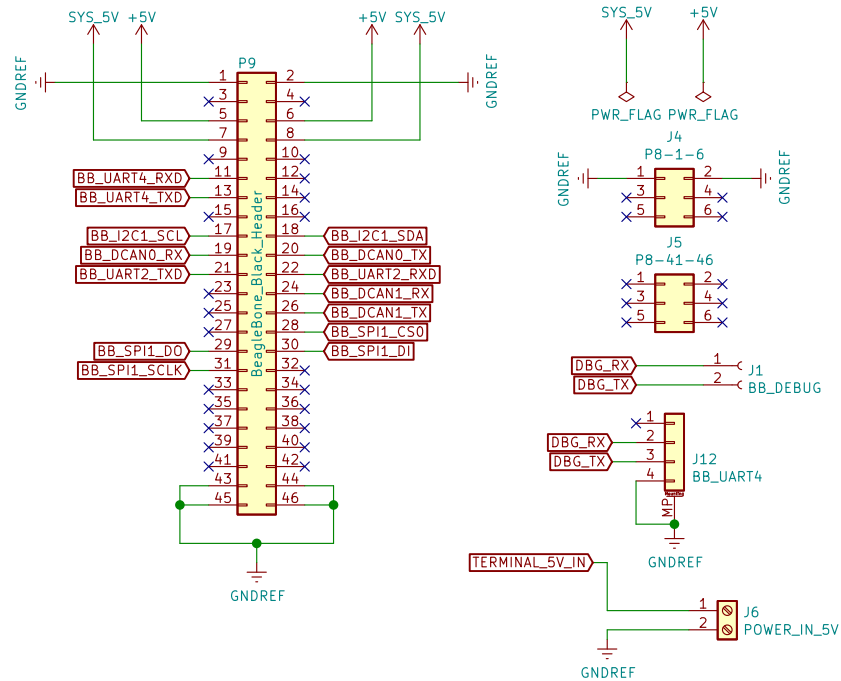 SYS_5V +5V +5V SYS_5V
GNDREF
P9
GNDREF
1 2
3 4
5 6
7 8
9 10
BB_UART4_RXD 11 12
BB_UART4_TXD 13 14
15 16
BB_I2C1_SCL 17 18 BB_I2C1_SDA
BB_DCAN0_RX 19 20 BB_DCAN0_TX
BB_UART2_TXD 21 22 BB_UART2_RXD
23 24 BB_DCAN1_RX
25 26 BB_DCAN1_TX
27 28 BB_SPI1_CS0
BB_SPI1_DO 29 30 BB_SPI1_DI
BB_SPI1_SCLK 31 32
33 34
35 36
37 38
39 40
41 42
43 44
45 46
BeagleBone_Black_Header
GNDREF
SYS_5V +5V
PWR_FLAG PWR_FLAG
J4
P8-1-6
GNDREF
GNDREF
1 2
3 4
5 6
J5
P8-41-46
1 2
3 4
5 6
DBG_RX 1
DBG_TX 2
J1
BB_DEBUG
1
DBG_RX 2
DBG_TX 3
4
J12
BB_UART4
MP
GNDREF
TERMINAL_5V_IN
1
2
J6
POWER_IN_5V
GNDREF